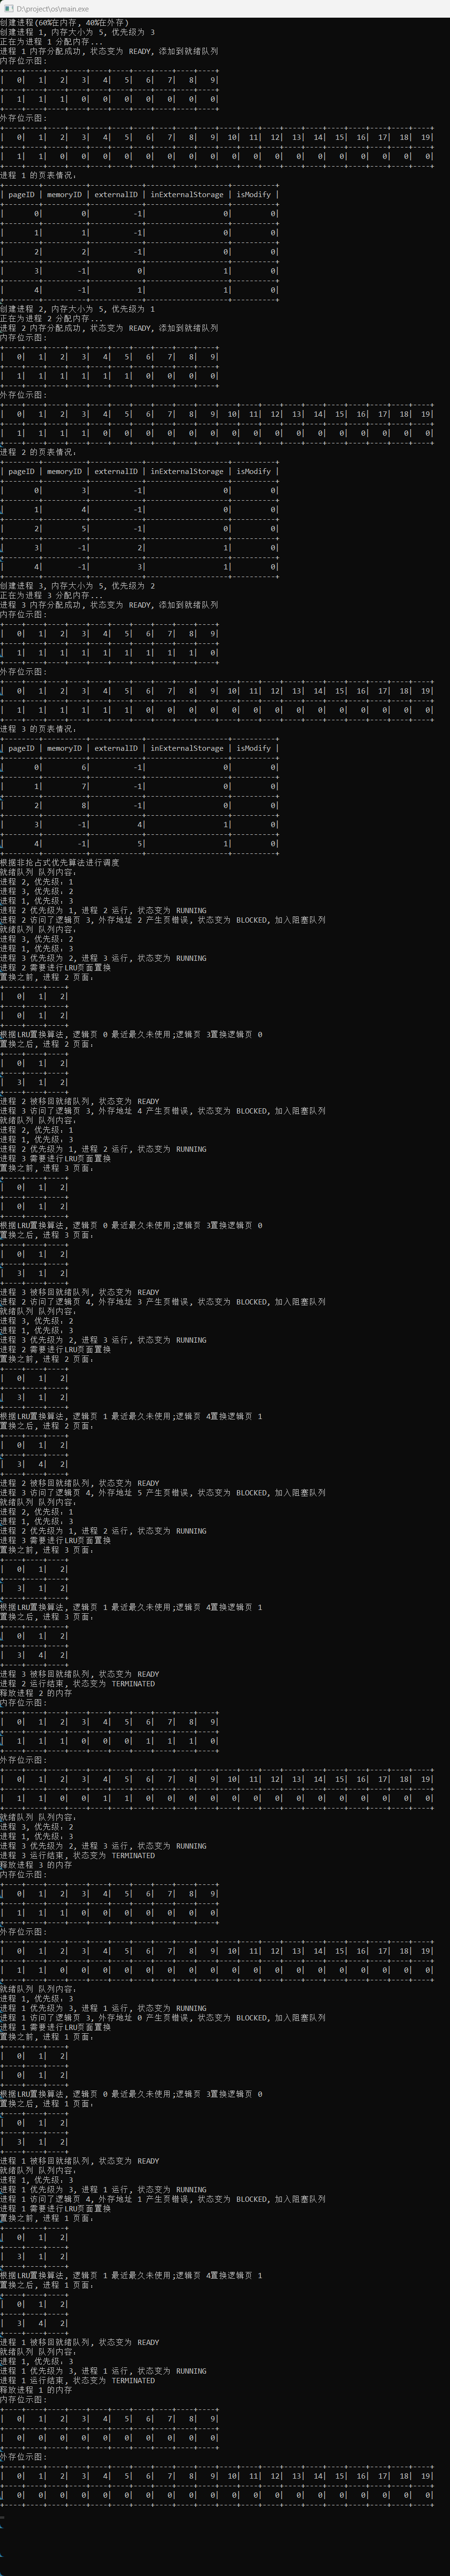 D:\project\os\main.exe
创建进程(60%在内存, 40%在外存)
创建进程 1, 内存大小为 5, 优先级为 3
正在为进程 1 分配内存...
进程 1 内存分配成功, 状态变为 READY, 添加到就绪队列
内存位示图:
| 0| 1| 2| 3| 4| 5| 6| 7| 8| 9|
| 1| 1| 1| 0| 0| 0| 0| 0| 0| 0|
外存位示图:
| 0| 1| 2| 3| 4| 5| 6| 7| 8| 9| 10| 11| 12| 13| 14| 15| 16| 17| 18| 19|
| 1| 1| 0| 0| 0| 0| 0| 0| 0| 0| 0| 0| 0| 0| 0| 0| 0| 0| 0| 0|
进程 1 的页表情况:
| pageID | memoryID | externalID | inExternalStorage | isModify |
| 0| 0| -1| 0| 0|
| 1| 1| -1| 0| 0|
| 2| 2| -1| 0| 0|
| 3| -1| 0| 1| 0|
| 4| -1| 1| 1| 0|
创建进程 2, 内存大小为 5, 优先级为 1
正在为进程 2 分配内存...
进程 2 内存分配成功, 状态变为 READY, 添加到就绪队列
内存位示图:
| 0| 1| 2| 3| 4| 5| 6| 7| 8| 9|
| 1| 1| 1| 1| 1| 1| 0| 0| 0| 0|
外存位示图:
| 0| 1| 2| 3| 4| 5| 6| 7| 8| 9| 10| 11| 12| 13| 14| 15| 16| 17| 18| 19|
| 1| 1| 1| 1| 0| 0| 0| 0| 0| 0| 0| 0| 0| 0| 0| 0| 0| 0| 0| 0|
进程 2 的页表情况:
| pageID | memoryID | externalID | inExternalStorage | isModify |
| 0| 3| -1| 0| 0|
| 1| 4| -1| 0| 0|
| 2| 5| -1| 0| 0|
| 3| -1| 2| 1| 0|
| 4| -1| 3| 1| 0|
创建进程 3, 内存大小为 5, 优先级为 2
正在为进程 3 分配内存...
进程 3 内存分配成功, 状态变为 READY, 添加到就绪队列
内存位示图:
| 0| 1| 2| 3| 4| 5| 6| 7| 8| 9|
| 1| 1| 1| 1| 1| 1| 1| 1| 1| 0|
外存位示图:
| 0| 1| 2| 3| 4| 5| 6| 7| 8| 9| 10| 11| 12| 13| 14| 15| 16| 17| 18| 19|
| 1| 1| 1| 1| 1| 1| 0| 0| 0| 0| 0| 0| 0| 0| 0| 0| 0| 0| 0| 0|
进程 3 的页表情况:
| pageID | memoryID | externalID | inExternalStorage | isModify |
| 0| 6| -1| 0| 0|
| 1| 7| -1| 0| 0|
| 2| 8| -1| 0| 0|
| 3| -1| 4| 1| 0|
| 4| -1| 5| 1| 0|
根据非抢占式优先算法进行调度
就绪队列 队列内容:
进程 2, 优先级: 1
进程 3, 优先级: 2
进程 1, 优先级: 3
进程 2 优先级为 1, 进程 2 运行, 状态变为 RUNNING
进程 2 访问了逻辑页 3, 外存地址 2 产生页错误, 状态变为 BLOCKED, 加入阻塞队列
就绪队列 队列内容:
进程 3, 优先级: 2
进程 1, 优先级: 3
进程 3 优先级为 2, 进程 3 运行, 状态变为 RUNNING
进程 2 需要进行LRU页面置换
置换之前, 进程 2 页面:
| 0| 1| 2|
| 0| 1| 2|
根据LRU置换算法, 逻辑页 0 最近最久未使用;逻辑页 3置换逻辑页 0
置换之后, 进程 2 页面:
| 0| 1| 2|
| 3| 1| 2|
进程 2 被移回就绪队列, 状态变为 READY
进程 3 访问了逻辑页 3, 外存地址 4 产生页错误, 状态变为 BLOCKED, 加入阻塞队列
就绪队列 队列内容:
进程 2, 优先级: 1
进程 1, 优先级: 3
进程 2 优先级为 1, 进程 2 运行, 状态变为 RUNNING
进程 3 需要进行LRU页面置换
置换之前, 进程 3 页面:
| 0| 1| 2|
| 0| 1| 2|
根据LRU置换算法, 逻辑页 0 最近最久未使用;逻辑页 3置换逻辑页 0
置换之后, 进程 3 页面:
| 0| 1| 2|
| 3| 1| 2|
进程 3 被移回就绪队列, 状态变为 READY
进程 2 访问了逻辑页 4, 外存地址 3 产生页错误, 状态变为 BLOCKED, 加入阻塞队列
就绪队列 队列内容:
进程 3, 优先级: 2
进程 1, 优先级: 3
进程 3 优先级为 2, 进程 3 运行, 状态变为 RUNNING
进程 2 需要进行LRU页面置换
置换之前, 进程 2 页面:
| 0| 1| 2|
| 3| 1| 2|
根据LRU置换算法, 逻辑页 1 最近最久未使用;逻辑页 4置换逻辑页 1
置换之后, 进程 2 页面:
| 0| 1| 2|
| 3| 4| 2|
进程 2 被移回就绪队列, 状态变为 READY
进程 3 访问了逻辑页 4, 外存地址 5 产生页错误, 状态变为 BLOCKED, 加入阻塞队列
就绪队列 队列内容:
进程 2, 优先级: 1
进程 1, 优先级: 3
进程 2 优先级为 1, 进程 2 运行, 状态变为 RUNNING
进程 3 需要进行LRU页面置换
置换之前, 进程 3 页面:
| 0| 1| 2|
| 3| 1| 2|
根据LRU置换算法, 逻辑页 1 最近最久未使用;逻辑页 4置换逻辑页 1
置换之后, 进程 3 页面:
| 0| 1| 2|
| 3| 4| 2|
进程 3 被移回就绪队列, 状态变为 READY
进程 2 运行结束, 状态变为 TERMINATED
释放进程 2 的内存
内存位示图:
| 0| 1| 2| 3| 4| 5| 6| 7| 8| 9|
| 1| 1| 1| 0| 0| 0| 1| 1| 1| 0|
外存位示图:
| 0| 1| 2| 3| 4| 5| 6| 7| 8| 9| 10| 11| 12| 13| 14| 15| 16| 17| 18| 19|
| 1| 1| 0| 0| 1| 1| 0| 0| 0| 0| 0| 0| 0| 0| 0| 0| 0| 0| 0| 0|
就绪队列 队列内容:
进程 3, 优先级: 2
进程 1, 优先级: 3
进程 3 优先级为 2, 进程 3 运行, 状态变为 RUNNING
进程 3 运行结束, 状态变为 TERMINATED
释放进程 3 的内存
内存位示图:
| 0| 1| 2| 3| 4| 5| 6| 7| 8| 9|
| 1| 1| 1| 0| 0| 0| 0| 0| 0| 0|
外存位示图:
| 0| 1| 2| 3| 4| 5| 6| 7| 8| 9| 10| 11| 12| 13| 14| 15| 16| 17| 18| 19|
| 1| 1| 0| 0| 0| 0| 0| 0| 0| 0| 0| 0| 0| 0| 0| 0| 0| 0| 0| 0|
就绪队列 队列内容:
进程 1, 优先级: 3
进程 1 优先级为 3, 进程 1 运行, 状态变为 RUNNING
进程 1 访问了逻辑页 3, 外存地址 0 产生页错误, 状态变为 BLOCKED, 加入阻塞队列
进程 1 需要进行LRU页面置换
置换之前, 进程 1 页面:
| 0| 1| 2|
| 0| 1| 2|
根据LRU置换算法, 逻辑页 0 最近最久未使用;逻辑页 3置换逻辑页 0
置换之后, 进程 1 页面:
| 0| 1| 2|
| 3| 1| 2|
进程 1 被移回就绪队列, 状态变为 READY
就绪队列 队列内容:
进程 1, 优先级: 3
进程 1 优先级为 3, 进程 1 运行, 状态变为 RUNNING
进程 1 访问了逻辑页 4, 外存地址 1 产生页错误, 状态变为 BLOCKED, 加入阻塞队列
进程 1 需要进行LRU页面置换
置换之前, 进程 1 页面:
| 0| 1| 2|
| 3| 1| 2|
根据LRU置换算法, 逻辑页 1 最近最久未使用;逻辑页 4置换逻辑页 1
置换之后, 进程 1 页面:
| 0| 1| 2|
| 3| 4| 2|
进程 1 被移回就绪队列, 状态变为 READY
就绪队列 队列内容:
进程 1, 优先级: 3
进程 1 优先级为 3, 进程 1 运行, 状态变为 RUNNING
进程 1 运行结束, 状态变为 TERMINATED
释放进程 1 的内存
内存位示图:
| 0| 1| 2| 3| 4| 5| 6| 7| 8| 9|
| 0| 0| 0| 0| 0| 0| 0| 0| 0| 0|
外存位示图:
| 0| 1| 2| 3| 4| 5| 6| 7| 8| 9| 10| 11| 12| 13| 14| 15| 16| 17| 18| 19|
| 0| 0| 0| 0| 0| 0| 0| 0| 0| 0| 0| 0| 0| 0| 0| 0| 0| 0| 0| 0|